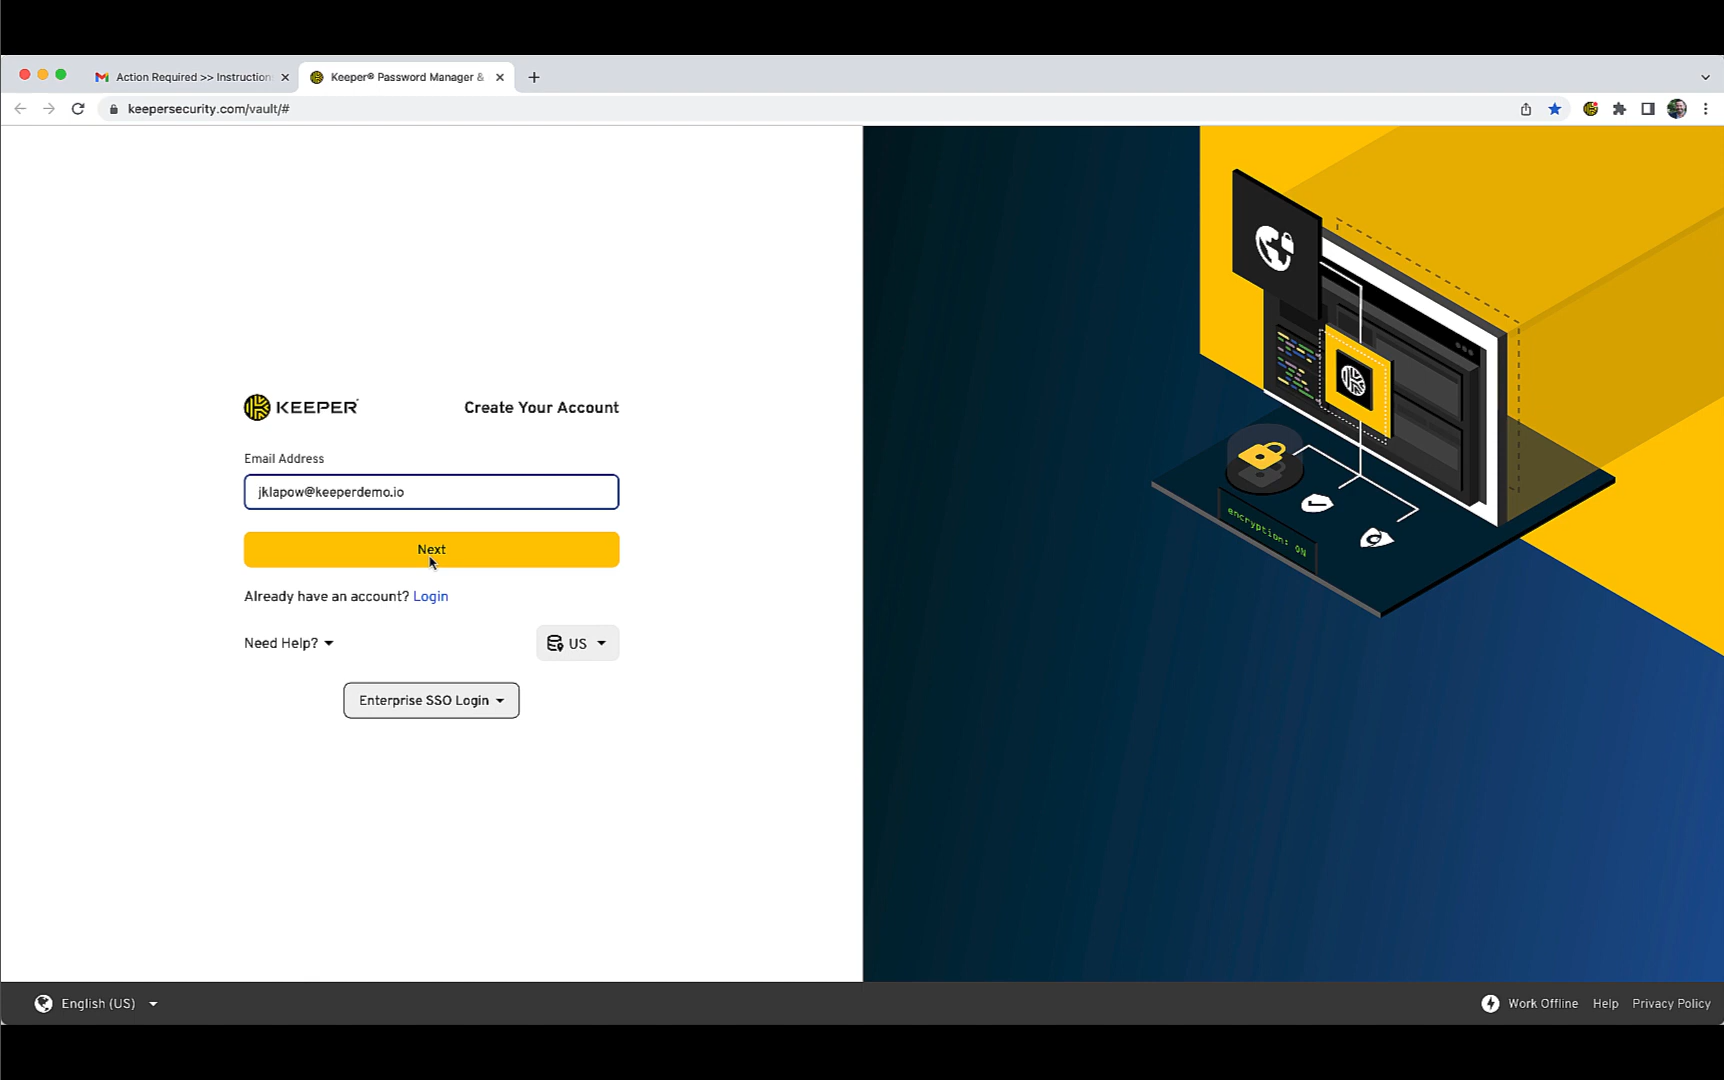 Action Required >> Instruction
Keeper® Password Manager &
keepersecurity.com/vault/#
KEEPER
Create Your Account
Email Address
jklapow@keeperdemo.io
Next
Already have an account? Login
Need Help?
US
Enterprise SSO Login
encryption: ON
English (US)
Work Offline
Help
Privacy Policy